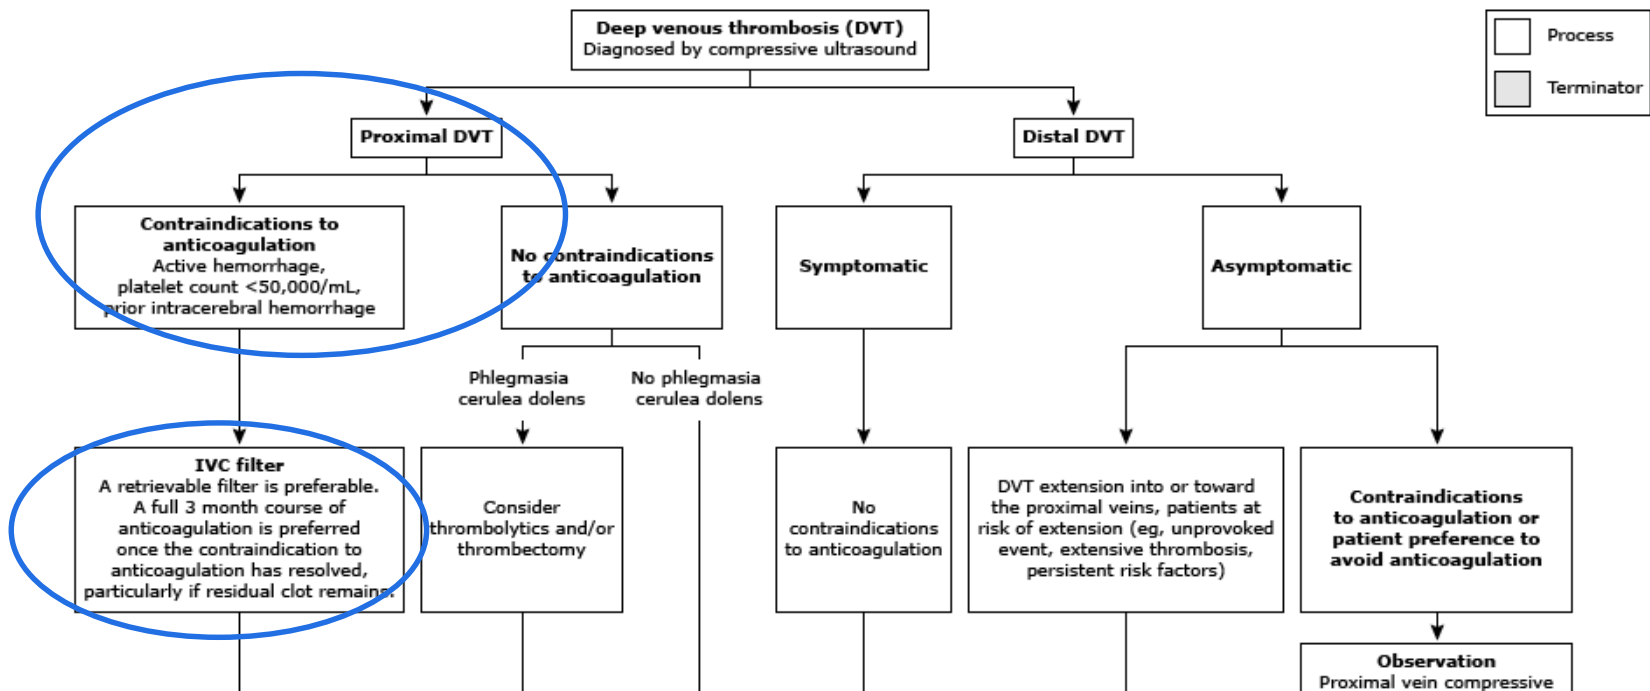 Deep venous thrombosis (DVT)
Diagnosed by compressive ultrasound
Process
Terminator
Proximal DVT
Distal DVT
Contraindications to
anticoagulation
Active hemorrhage,
platelet count <50,000/mL,
prior intracerebral hemorrhage
No contraindications
to anticoagulation
Symptomatic
Asymptomatic
Phlegmasia
cerulea dolens
No phlegmasia
cerulea dolens
IVC filter
A retrievable filter is preferable.
A full 3 month course of
anticoagulation is preferred
once the contraindication to
anticoagulation has resolved,
particularly if residual clot remains.
Consider
thrombolytics and/or
thrombectomy
No
contraindications
to anticoagulation
DVT extension into or toward
the proximal veins, patients at
risk of extension (eg, unprovoked
event, extensive thrombosis,
persistent risk factors)
Contraindications
to anticoagulation or
patient preference to
avoid anticoagulation
Observation
Proximal vein compressive